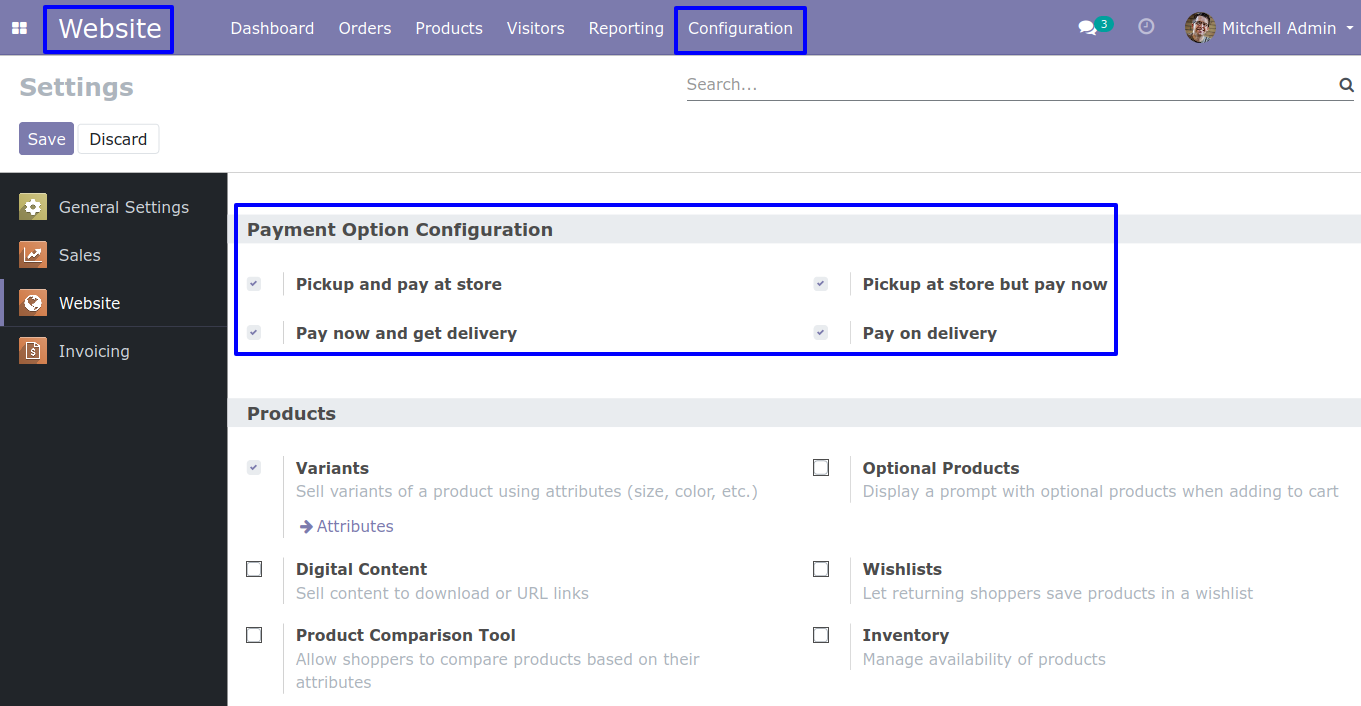 Website Dashboard Orders Products Visitors Reporting Configuration 3 Mitchell Admin
Settings
Search...
Save Discard
General Settings
Sales
Website
Invoicing
Payment Option Configuration
Pickup and pay at store
Pickup at store but pay now
Pay now and get delivery
Pay on delivery
Products
Variants
Sell variants of a product using attributes (size, color, etc.)
Attributes
Optional Products
Display a prompt with optional products when adding to cart
Digital Content
Sell content to download or URL links
Wishlists
Let returning shoppers save products in a wishlist
Product Comparison Tool
Allow shoppers to compare products based on their
attributes
Inventory
Manage availability of products